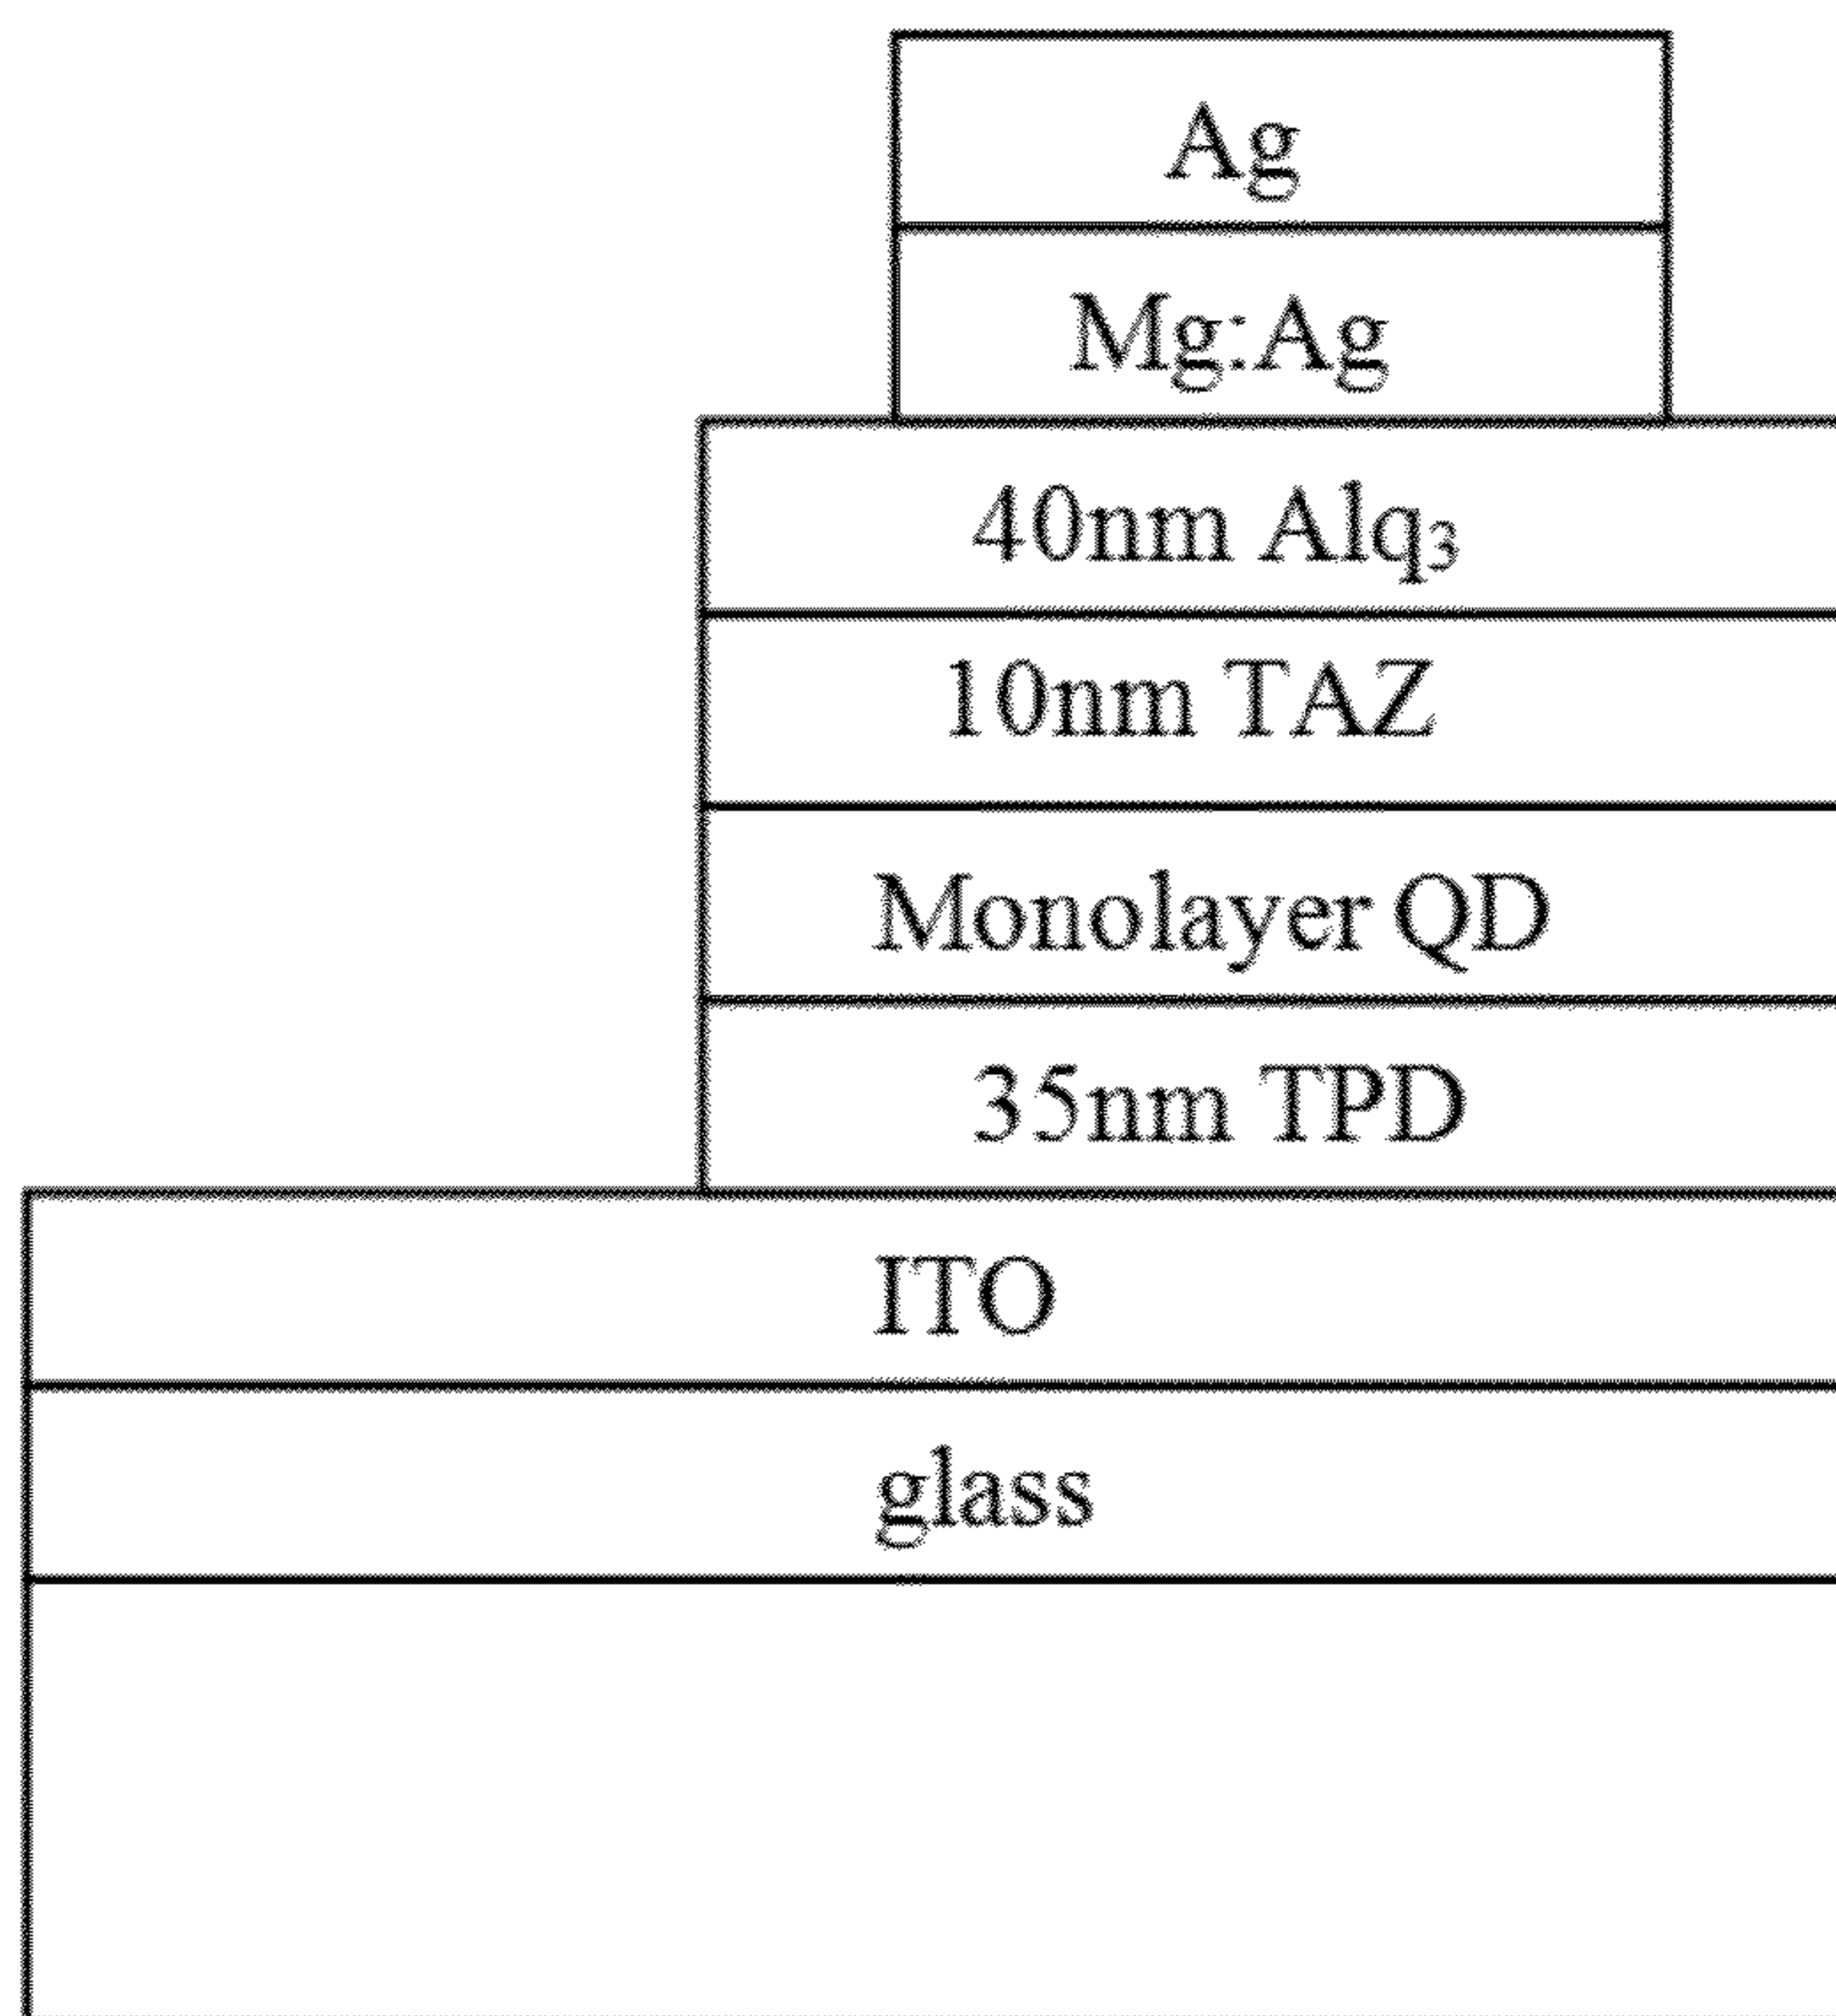 Ag
Mg:Ag
40nm Alq₃
10nm TAZ
Monolayer QD
35nm TPD
ITO
glass